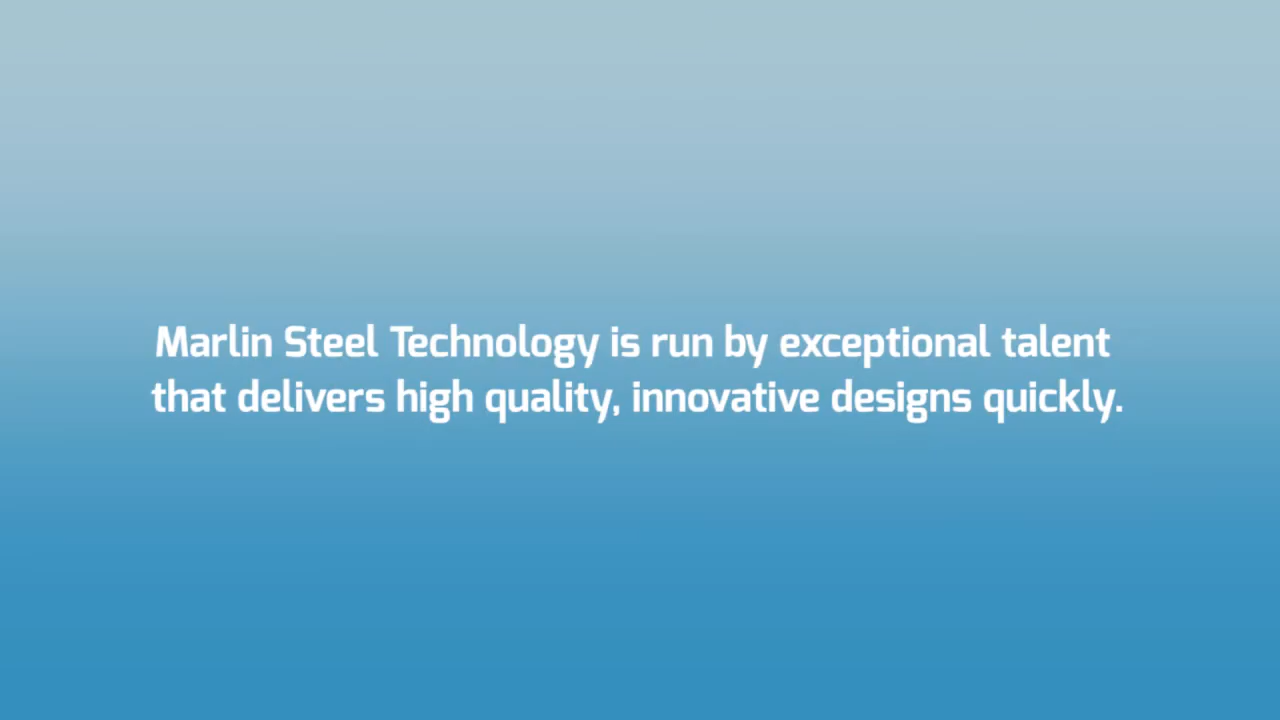 Marlin Steel Technology is run by exceptional talent
that delivers high quality, innovative designs quickly.